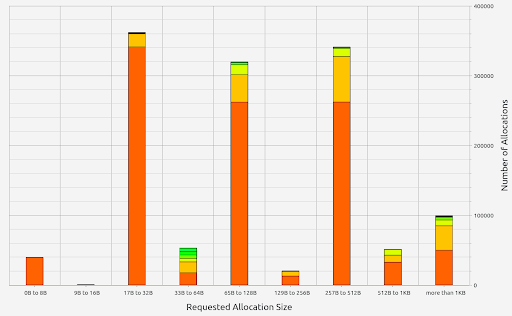 400000
300000
200000
100000
0
Number of Allocations
0B to 8B
9B to 16B
17B to 32B
33B to 64B
65B to 128B
129B to 256B
257B to 512B
512B to 1KB
more than 1KB
Requested Allocation Size